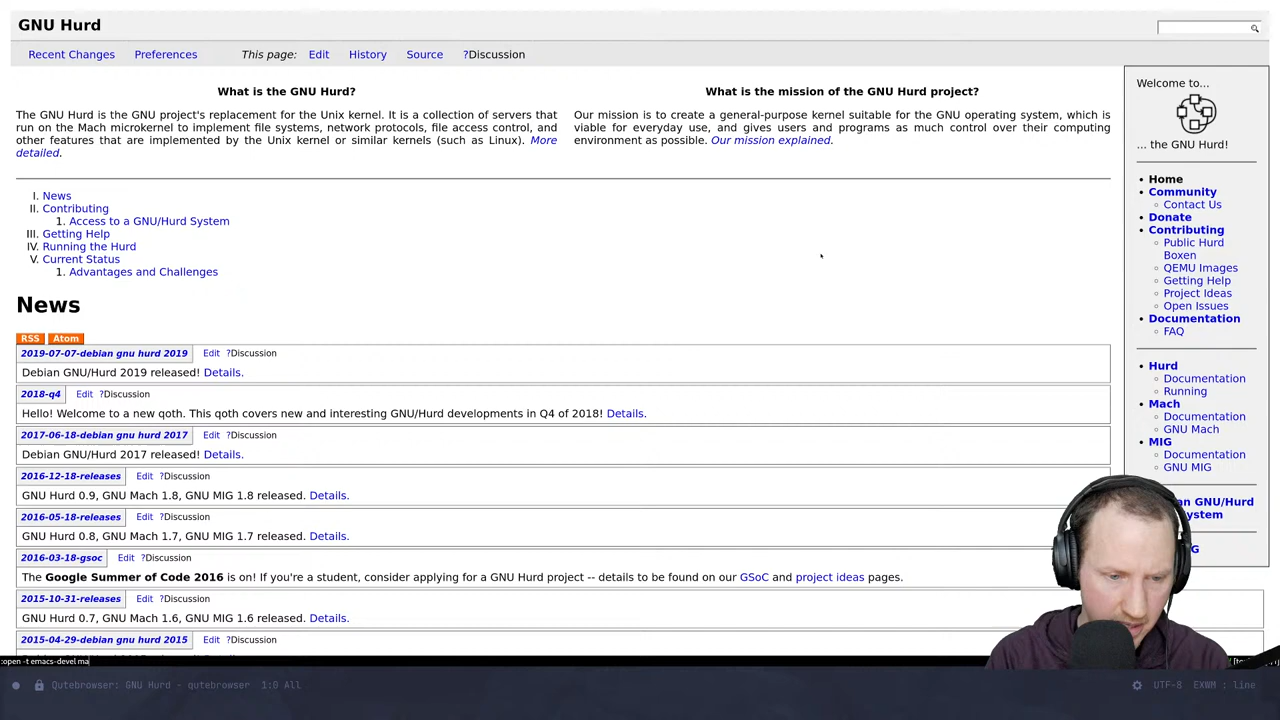 GNU Hurd
Recent Changes Preferences This page: Edit History Source ?Discussion
What is the GNU Hurd?
The GNU Hurd is the GNU project's replacement for the Unix kernel. It is a collection of servers that
run on the Mach microkernel to implement file systems, network protocols, file access control, and
other features that are implemented by the Unix kernel or similar kernels (such as Linux). More
detailed.
What is the mission of the GNU Hurd project?
Our mission is to create a general-purpose kernel suitable for the GNU operating system, which is
viable for everyday use, and gives users and programs as much control over their computing
environment as possible. Our mission explained.
I. News
II. Contributing
1. Access to a GNU/Hurd System
III. Getting Help
IV. Running the Hurd
V. Current Status
1. Advantages and Challenges
News
RSS Atom
2019-07-07-debian gnu hurd 2019 Edit ?Discussion
Debian GNU/Hurd 2019 released! Details.
2018-q4 Edit ?Discussion
Hello! Welcome to a new qoth. This qoth covers new and interesting GNU/Hurd developments in Q4 of 2018! Details.
2017-06-18-debian gnu hurd 2017 Edit ?Discussion
Debian GNU/Hurd 2017 released! Details.
2016-12-18-releases Edit ?Discussion
GNU Hurd 0.9, GNU Mach 1.8, GNU MIG 1.8 released. Details.
2016-05-18-releases Edit ?Discussion
GNU Hurd 0.8, GNU Mach 1.7, GNU MIG 1.7 released. Details.
2016-03-18-gsoc Edit ?Discussion
The Google Summer of Code 2016 is on! If you're a student, consider applying for a GNU Hurd project -- details to be found on our GSoC and project ideas pages.
2015-10-31-releases Edit ?Discussion
GNU Hurd 0.7, GNU Mach 1.6, GNU MIG 1.6 released. Details.
2015-04-29-debian gnu hurd 2015 Edit ?Discussion
Welcome to...
... the GNU Hurd!
Home
Community
Contact Us
Donate
Contributing
Public Hurd
Boxen
QEMU Images
Getting Help
Project Ideas
Open Issues
Documentation
FAQ
Hurd
Documentation
Running
Mach
Documentation
GNU Mach
MIG
Documentation
GNU MIG
GNU/Hurd
:open -t emacs-devel ma
Qutebrowser: GNU Hurd - qutebrowser 1:0 All UTF-8 EXWM : line